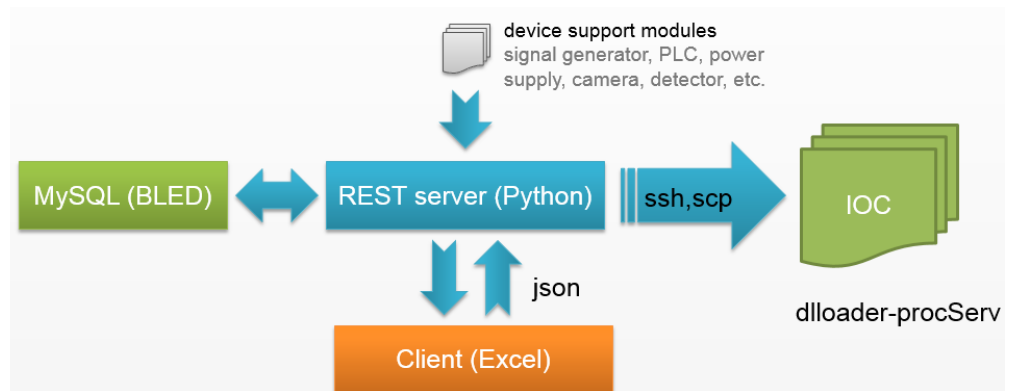 device support modules
signal generator, PLC, power
supply, camera, detector, etc.
MySQL (BLED)
REST server (Python)
ssh,scp
IOC
json
dlloader-procServ
Client (Excel)